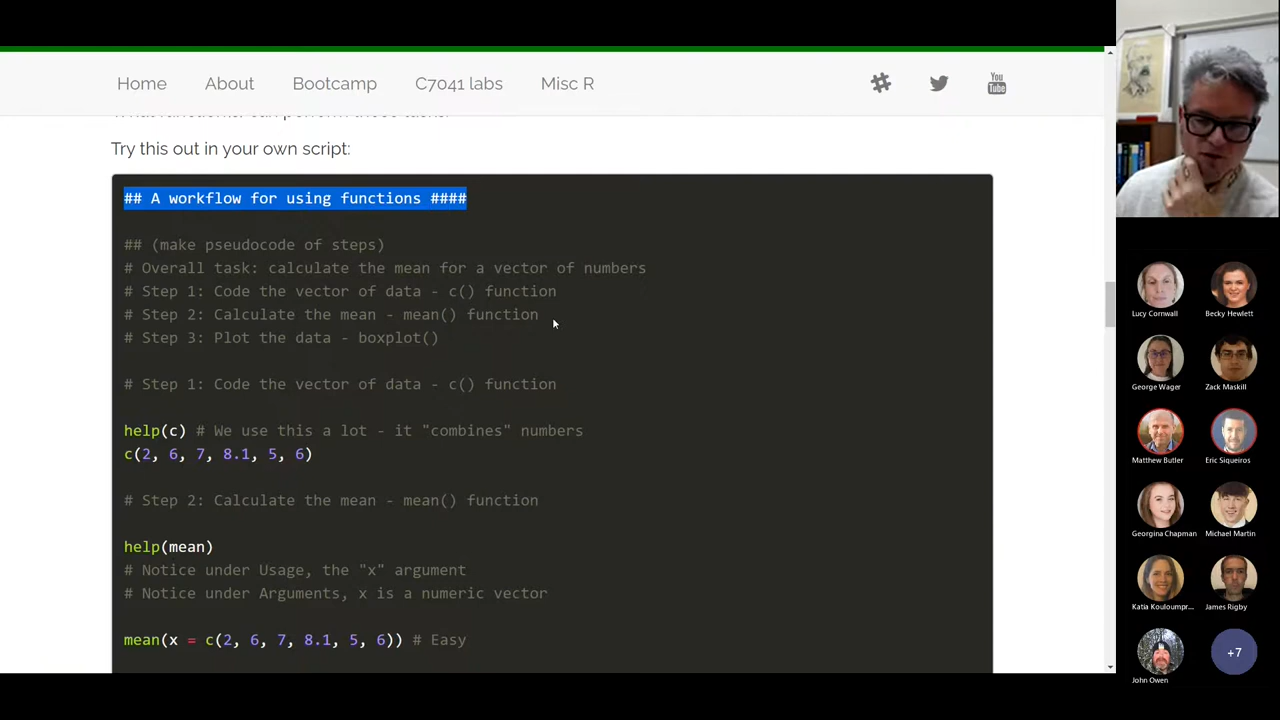 Home About Bootcamp C7041 labs Misc R
You Tube
Try this out in your own script:
## A workflow for using functions ####
## (make pseudocode of steps)
# Overall task: calculate the mean for a vector of numbers
# Step 1: Code the vector of data - c() function
# Step 2: Calculate the mean - mean() function
# Step 3: Plot the data - boxplot()
# Step 1: Code the vector of data - c() function
help(c) # We use this a lot - it "combines" numbers
c(2, 6, 7, 8.1, 5, 6)
# Step 2: Calculate the mean - mean() function
help(mean)
# Notice under Usage, the "x" argument
# Notice under Arguments, x is a numeric vector
mean(x = c(2, 6, 7, 8.1, 5, 6)) # Easy
Lucy Cornwall
Becky Hewlett
George Wager
Zack Maskill
Matthew Butler
Eric Siqueiros
Georgina Chapman
Michael Martin
Katia Kouloumpr...
James Rigby
John Owen
+7